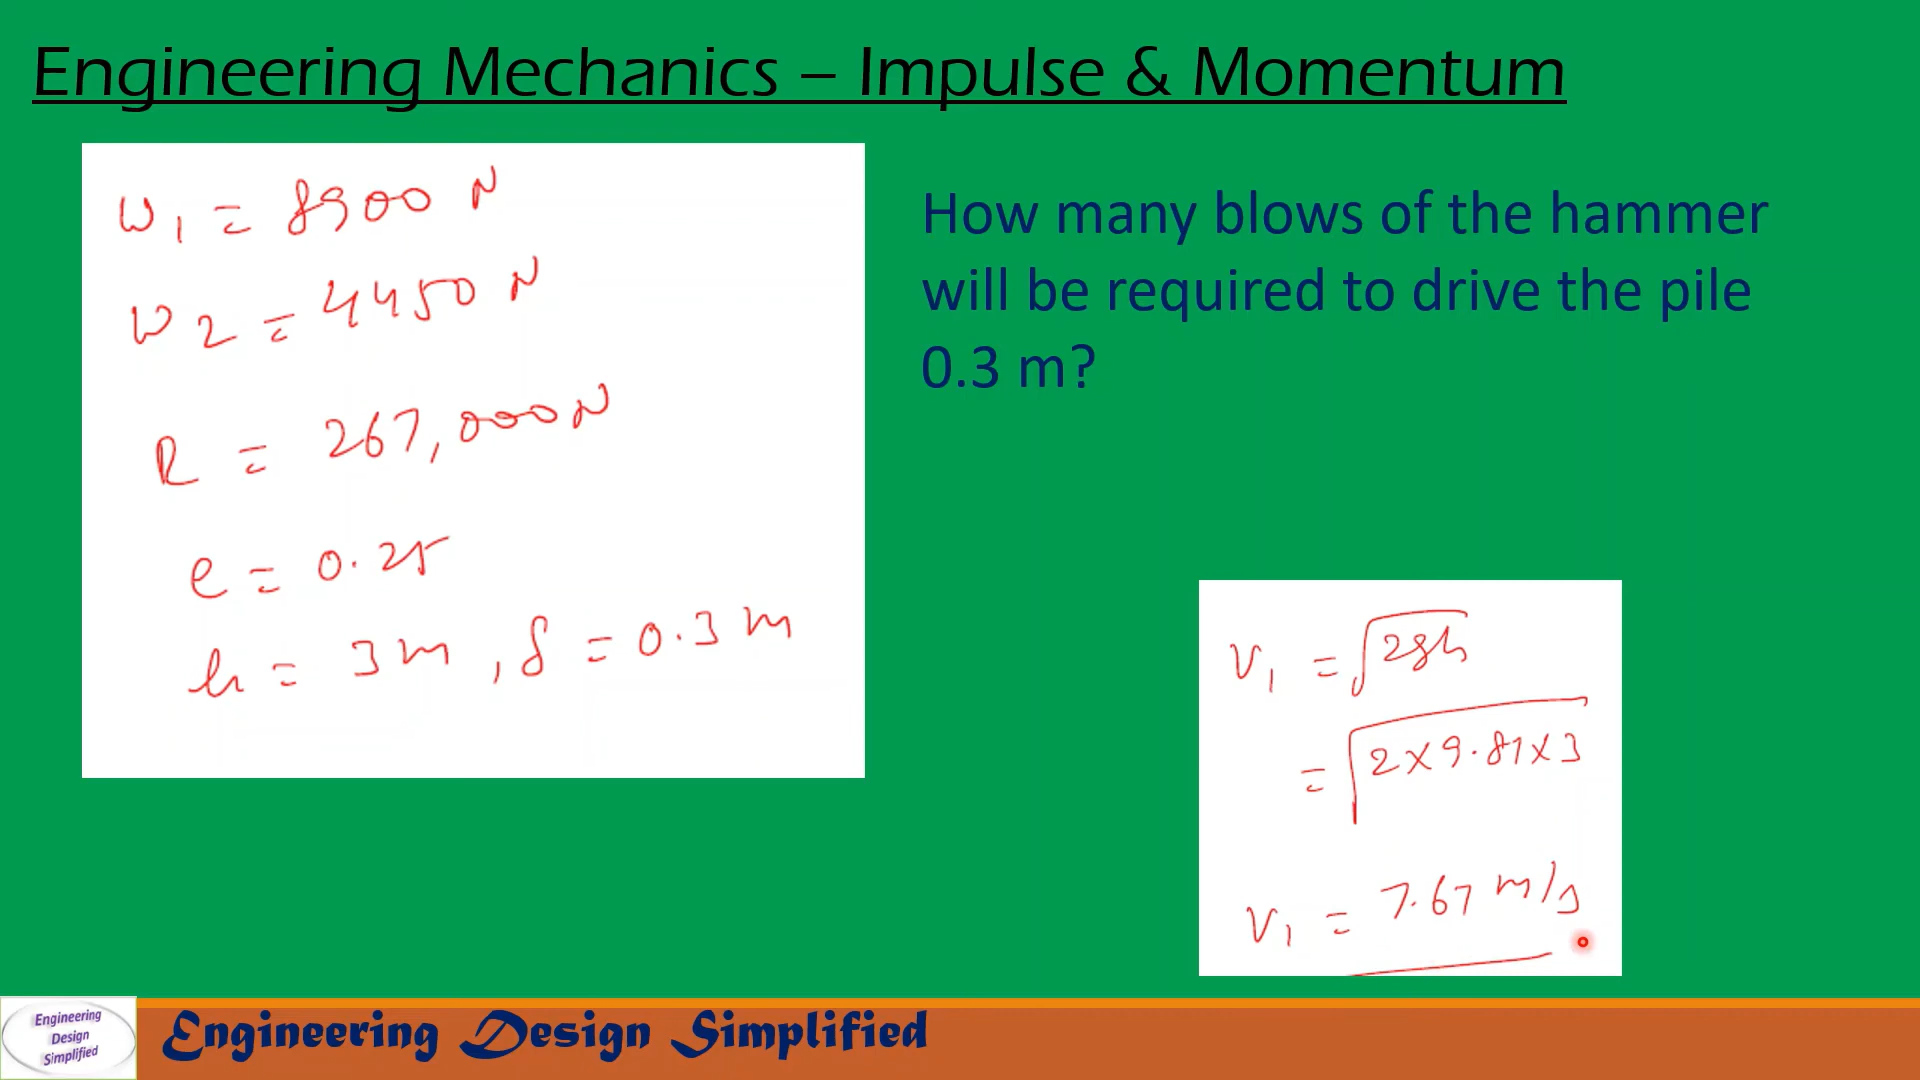 Engineering Mechanics – Impulse & Momentum
W1 = 8900 N
W2 = 4450 N
R = 267,000 N
e = 0.25
h = 3m, δ = 0.3 m
How many blows of the hammer
will be required to drive the pile
0.3 m?
V1 = √2gh
= √2×9.81×3
V1 = 7.67 m/s
Engineering
Design
Simplified
Engineering Design Simplified